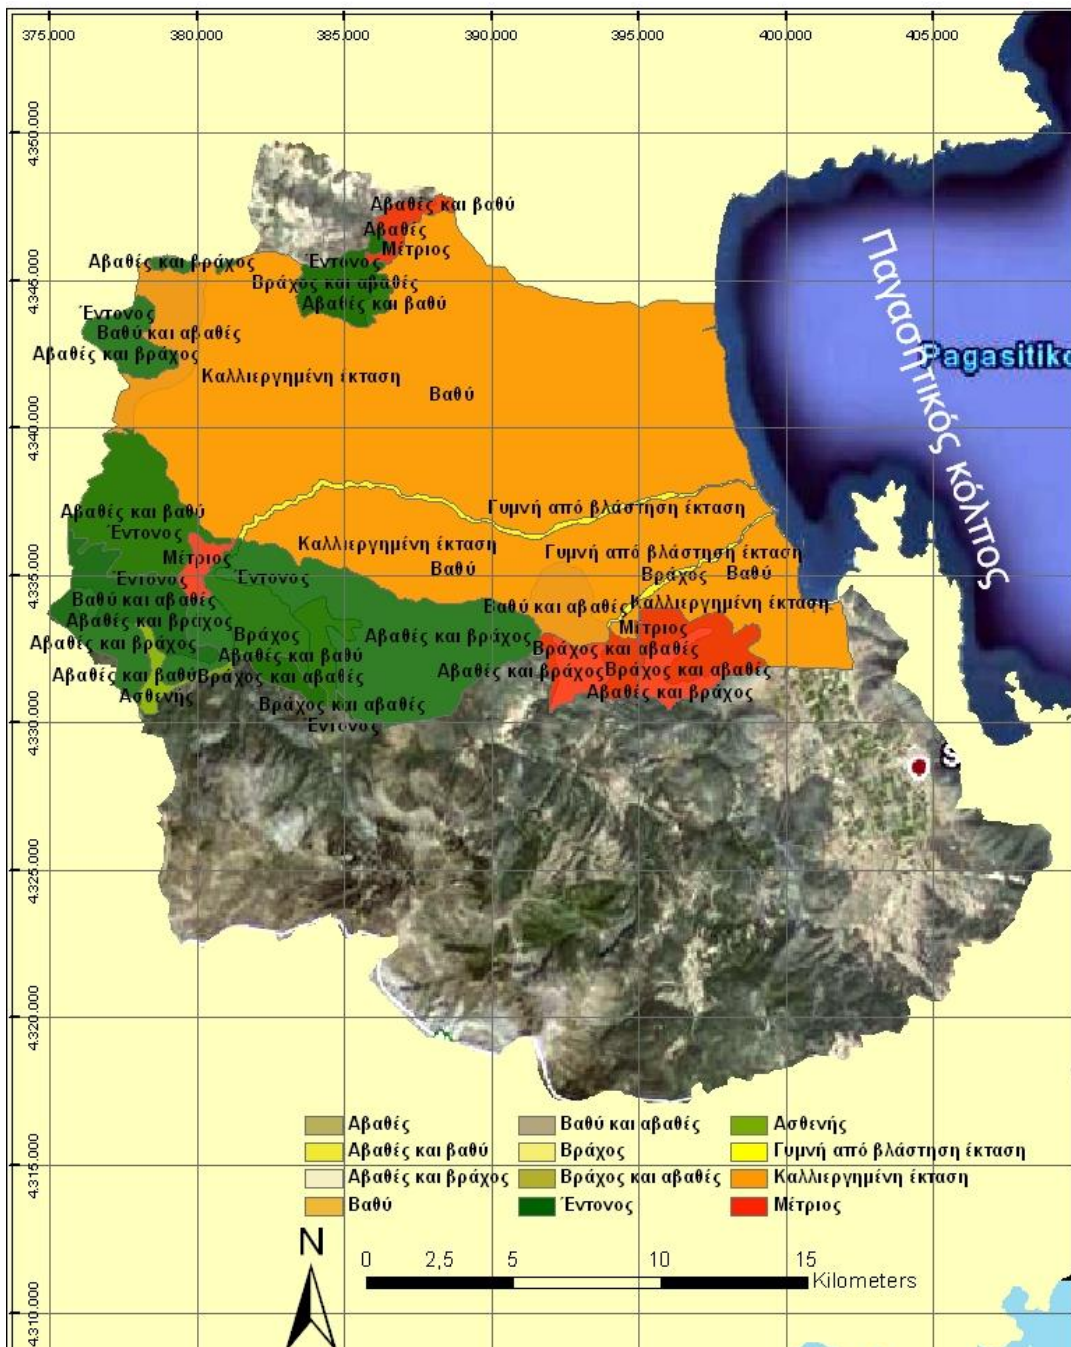 375.000 380.000 385.000 390.000 395.000 400.000 405.000
4.350.000
4.345.000
4.340.000
4.335.000
4.330.000
4.325.000
4.320.000
4.315.000
4.310.000
Αβαθές και βαθύ
Αβαθές
Μέτριος
Αβαθές και βράχος
Έντονος
Βράχος και αβαθές
Αβαθές και βαθύ
Έντονος
Βαθύ και αβαθές
Αβαθές και βράχος
Καλλιεργημένη έκταση
Βαθύ
Παγασητικός κόλπος
Pagasitiko
Αβαθές και βαθύ
Έντονος
Γυμνή από βλάστηση έκταση
Μέτριος
Καλλιεργημένη έκταση
Βαθύ
Γυμνή από βλάστηση έκταση
Βράχος
Βαθύ
Έντονος
Έντονος
Βαθύ και αβαθές
Βαθύ και αβαθές
Καλλιεργημένη έκταση
Αβαθές και βράχος
Βράχος
Αβαθές και βράχος
Μέτριος
Αβαθές και βράχος
Αβαθές και βαθύ
Βράχος και αβαθές
Αβαθές και βαθύ
Βράχος και αβαθές
Αβαθές και βράχος
Βράχος και αβαθές
Ασθενής
Βράχος και αβαθές
Αβαθές και βράχος
Έντονος
S
Αβαθές
Αβαθές και βαθύ
Αβαθές και βράχος
Βαθύ
Βαθύ και αβαθές
Βράχος
Βράχος και αβαθές
Έντονος
Ασθενής
Γυμνή από βλάστηση έκταση
Καλλιεργημένη έκταση
Μέτριος
N
0 2,5 5 10 15
Kilometers